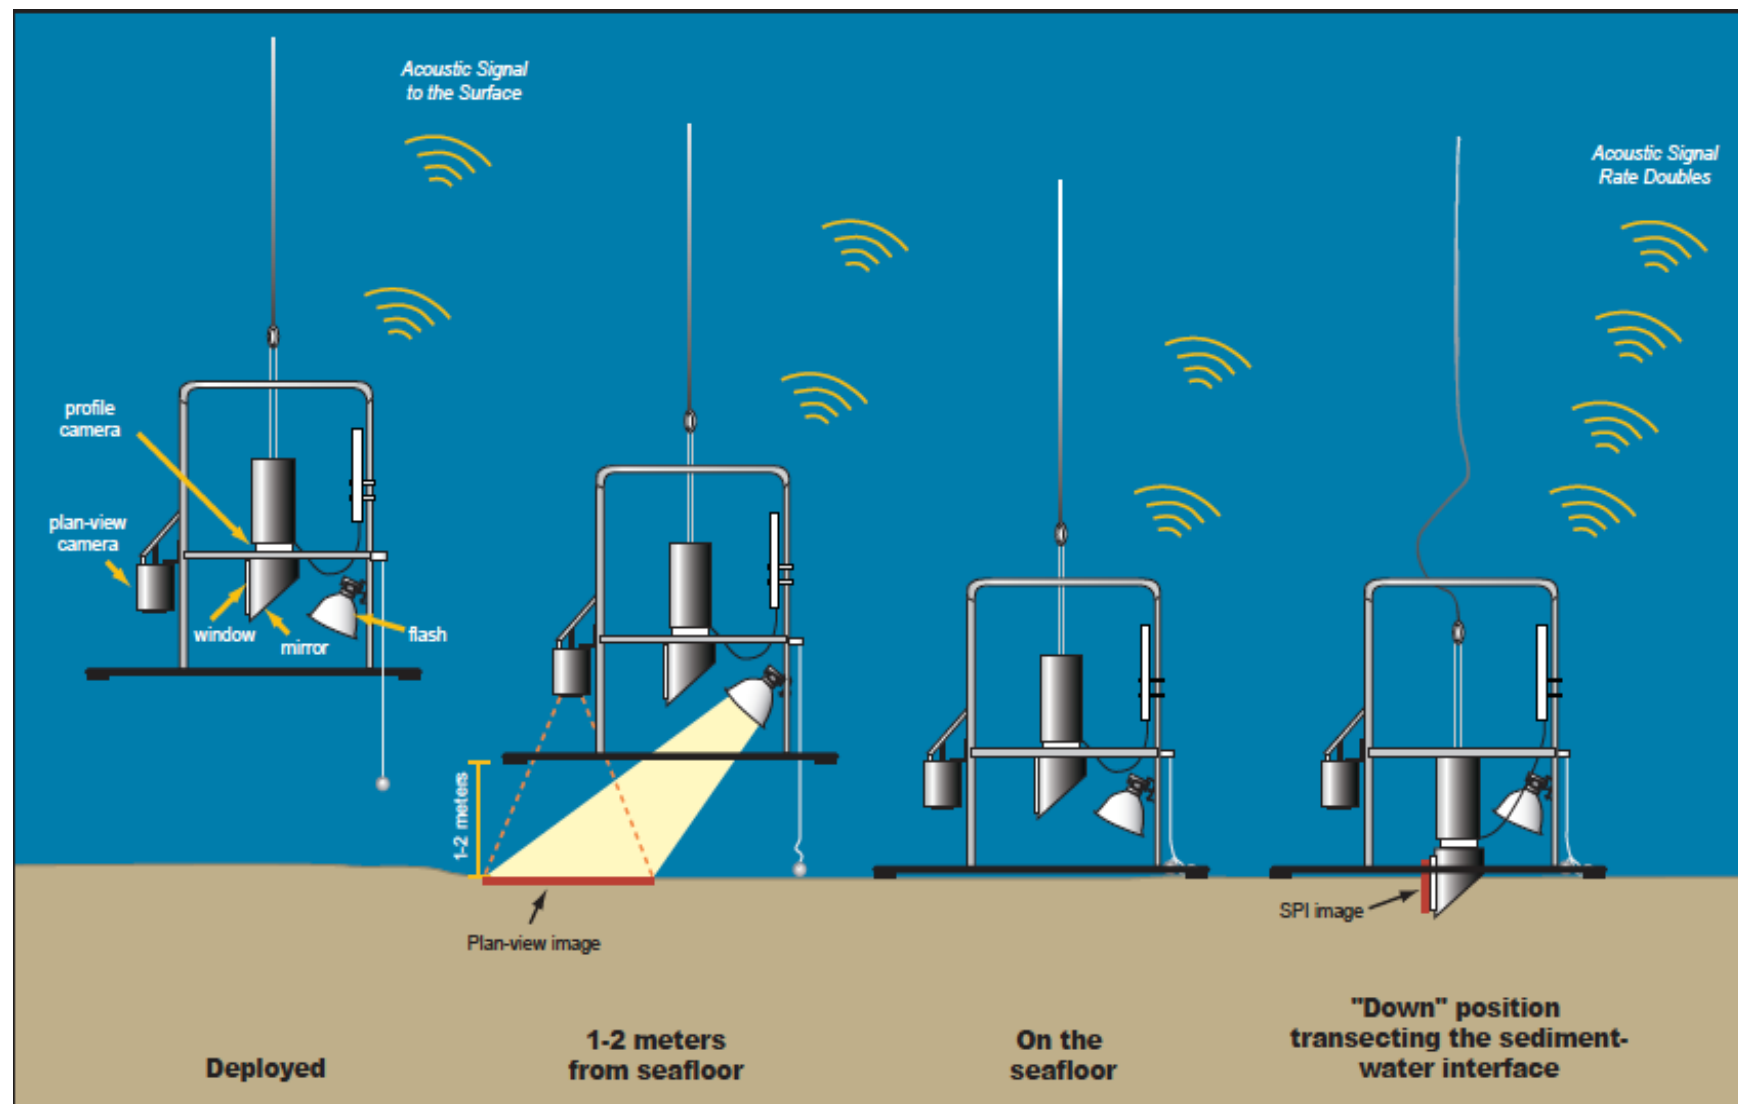 Acoustic Signal
to the Surface
Acoustic Signal
Rate Doubles
profile
camera
plan-view
camera
window
mirror
flash
1-2 meters
Plan-view image
SPI image
Deployed
1-2 meters
from seafloor
On the
seafloor
"Down" position
transecting the sediment-
water interface